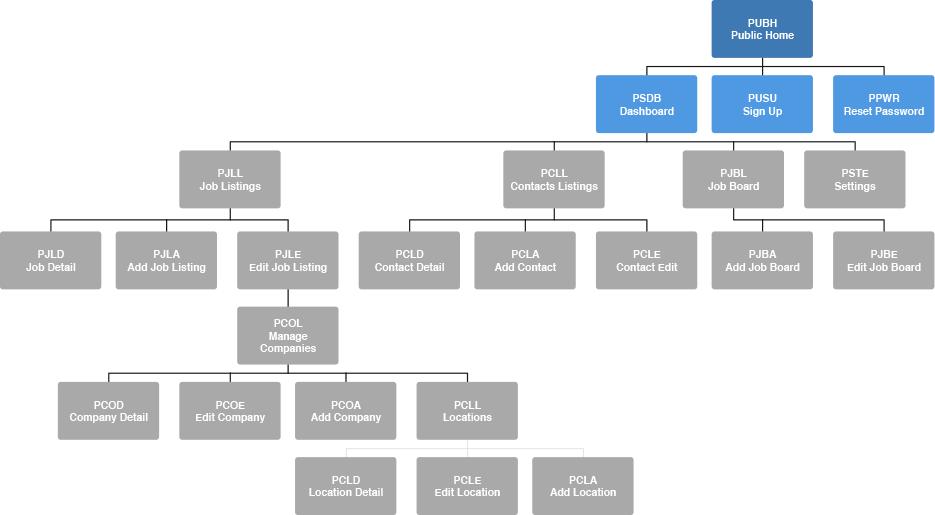 PUBH
Public Home
PSDB
Dashboard
PUSU
Sign Up
PPWR
Reset Password
PJLL
Job Listings
PCLL
Contacts Listings
PJBL
Job Board
PSTE
Settings
PJLD
Job Detail
PJLA
Add Job Listing
PJLE
Edit Job Listing
PCLD
Contact Detail
PCLA
Add Contact
PCLE
Contact Edit
PJBA
Add Job Board
PJBE
Edit Job Board
PCOL
Manage
Companies
PCOD
Company Detail
PCOE
Edit Company
PCOA
Add Company
PCLL
Locations
PCLD
Location Detail
PCLE
Edit Location
PCLA
Add Location